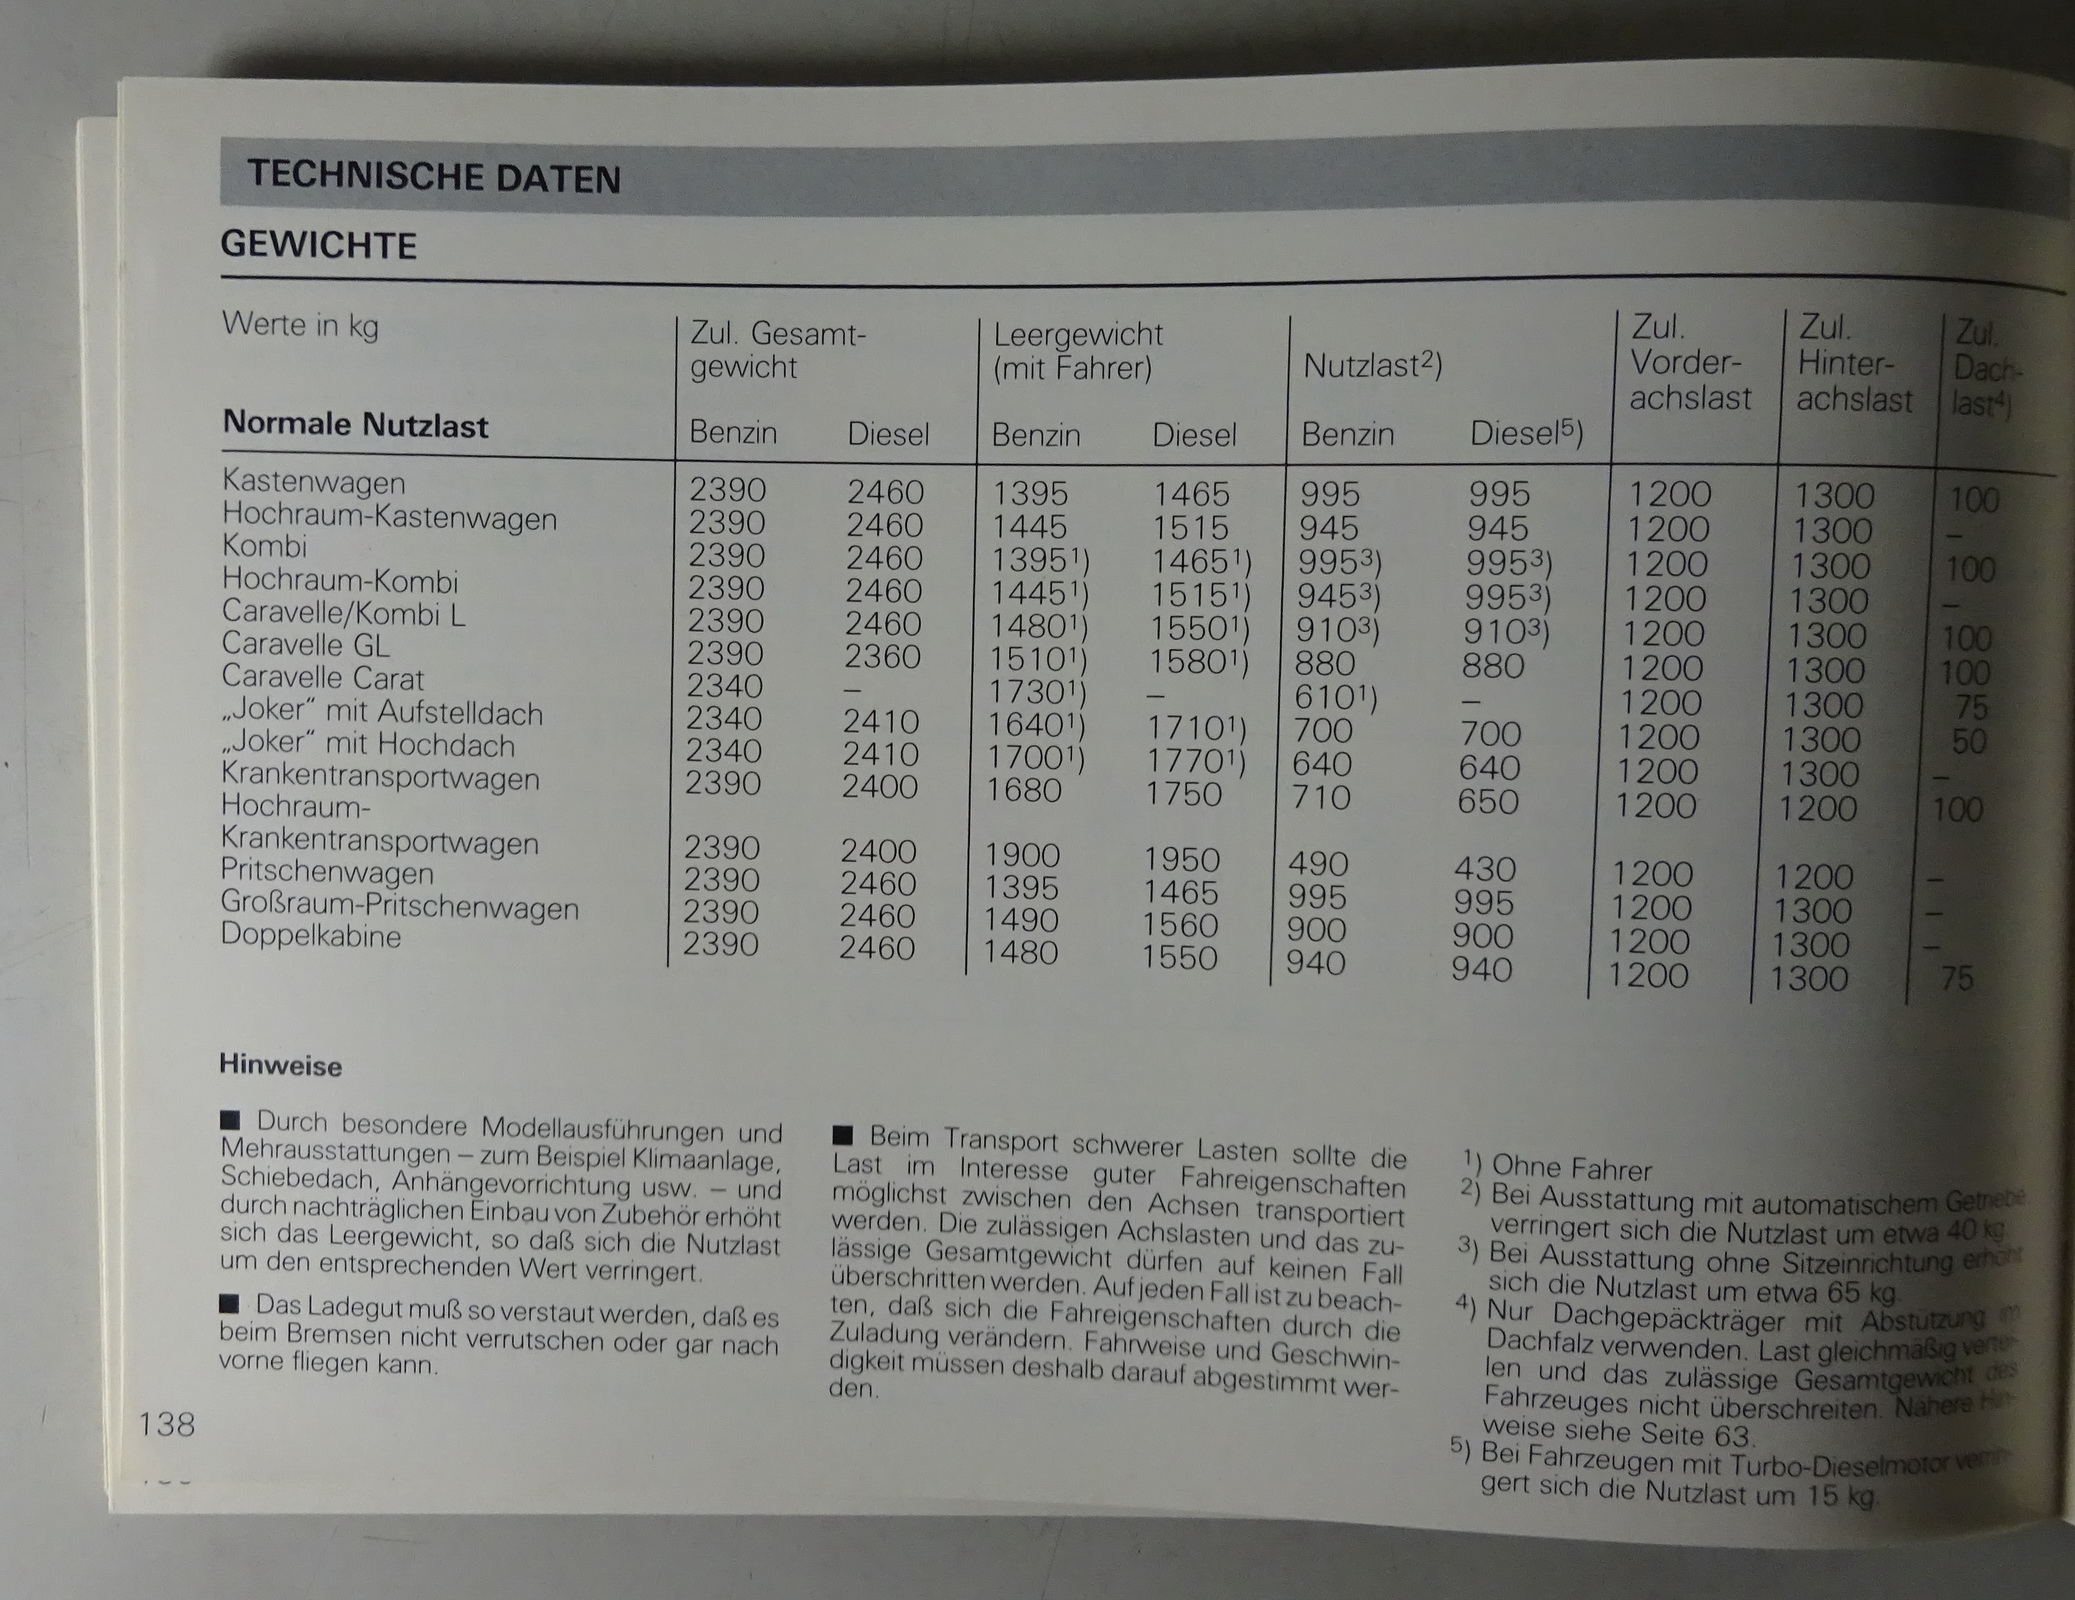 TECHNISCHE DATEN
GEWICHTE
Werte in kg | Zul. Gesamt- | Leergewicht | Nutzlast2) | Zul. | Zul. | Zul.
gewicht | (mit Fahrer) | Vorder- | Hinter- | Dach-
achslast | achslast | last4)
Normale Nutzlast | Benzin Diesel | Benzin Diesel | Benzin Diesel5)
Kastenwagen 2390 2460 1395 1465 995 995 1200 1300 100
Hochraum-Kastenwagen 2390 2460 1445 1515 945 945 1200 1300 –
Kombi 2390 2460 13951) 14651) 9953) 9953) 1200 1300 100
Hochraum-Kombi 2390 2460 14451) 15151) 9453) 9953) 1200 1300 –
Caravelle/Kombi L 2390 2460 14801) 15501) 9103) 9103) 1200 1300 100
Caravelle GL 2390 2360 15101) 15801) 880 880 1200 1300 100
Caravelle Carat 2340 – 17301) – 6101) – 1200 1300 75
„Joker“ mit Aufstelldach 2340 2410 16401) 17101) 700 700 1200 1300 50
„Joker“ mit Hochdach 2340 2410 17001) 17701) 640 640 1200 1300 –
Krankentransportwagen 2390 2400 1680 1750 710 650 1200 1200 100
Hochraum-
Krankentransportwagen 2390 2400 1900 1950 490 430 1200 1200 –
Pritschenwagen 2390 2460 1395 1465 995 995 1200 1300 –
Großraum-Pritschenwagen 2390 2460 1490 1560 900 900 1200 1300 –
Doppelkabine 2390 2460 1480 1550 940 940 1200 1300 75
Hinweise
■ Durch besondere Modellausführungen und
Mehrausstattungen – zum Beispiel Klimaanlage,
Schiebedach, Anhängevorrichtung usw. – und
durch nachträglichen Einbau von Zubehör erhöht
sich das Leergewicht, so daß sich die Nutzlast
um den entsprechenden Wert verringert.
■ Das Ladegut muß so verstaut werden, daß es
beim Bremsen nicht verrutschen oder gar nach
vorne fliegen kann.
■ Beim Transport schwerer Lasten sollte die
Last im Interesse guter Fahreigenschaften
möglichst zwischen den Achsen transportiert
werden. Die zulässigen Achslasten und das zu-
lässige Gesamtgewicht dürfen auf keinen Fall
überschritten werden. Auf jeden Fall ist zu beach-
ten, daß sich die Fahreigenschaften durch die
Zuladung verändern. Fahrweise und Geschwin-
digkeit müssen deshalb darauf abgestimmt wer-
den.
1) Ohne Fahrer
2) Bei Ausstattung mit automatischem Getriebe
verringert sich die Nutzlast um etwa 40 kg.
3) Bei Ausstattung ohne Sitzeinrichtung erhöht
sich die Nutzlast um etwa 65 kg.
4) Nur Dachgepäckträger mit Abstützung im
Dachfalz verwenden. Last gleichmäßig vertei-
len und das zulässige Gesamtgewicht des
Fahrzeuges nicht überschreiten. Nähere Hin-
weise siehe Seite 63.
5) Bei Fahrzeugen mit Turbo-Dieselmotor verrin-
gert sich die Nutzlast um 15 kg.
138